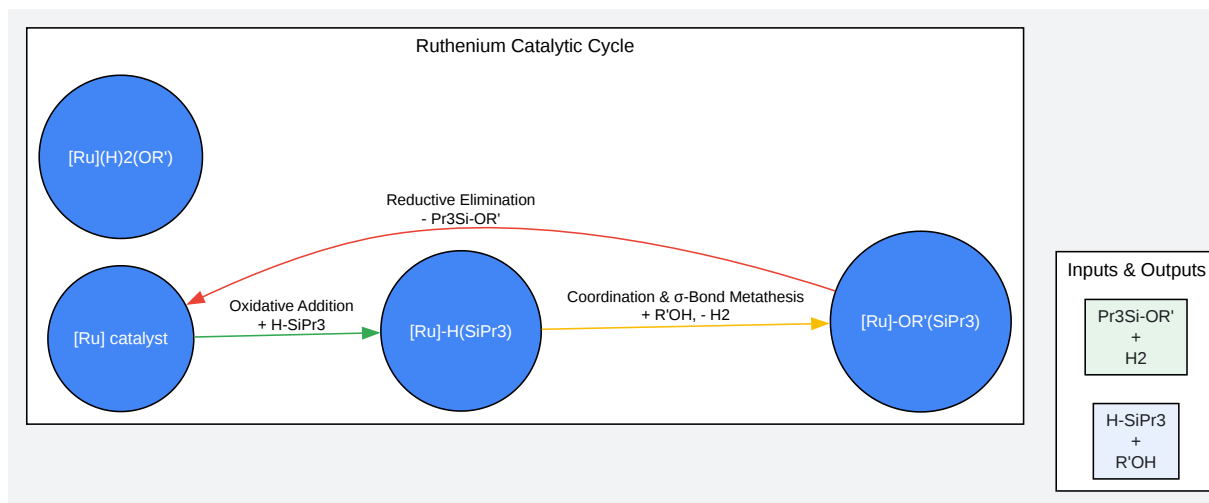 Ruthenium Catalytic Cycle
[Ru](H)2(OR')
Reductive Elimination
- Pr3Si-OR'
[Ru] catalyst
Oxidative Addition
+ H-SiPr3
[Ru]-H(SiPr3)
Coordination & σ-Bond Metathesis
+ R'OH, - H2
[Ru]-OR'(SiPr3)
Inputs & Outputs
Pr3Si-OR'
+
H2
H-SiPr3
+
R'OH